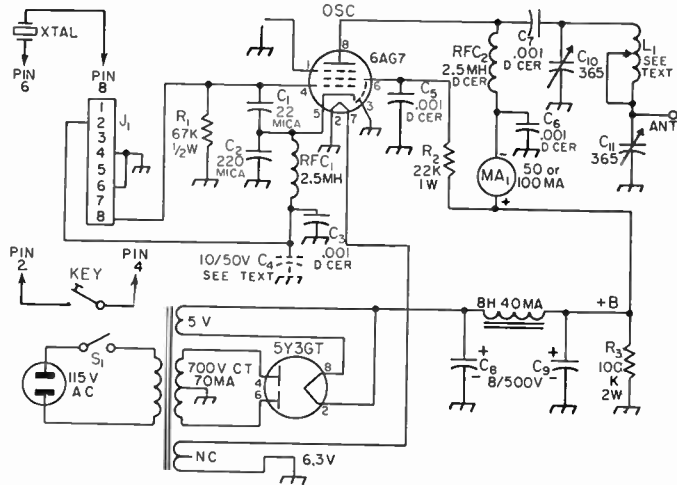 OSC
XTAL
PIN 6
PIN 8
J1
1
2
3
4
5
6
7
8
R1
67K
1/2W
C1
22
MICA
C2
220
MICA
RFC1
2.5MH
C3
.001
D'CER
10/50V C4
SEE TEXT
1
4
8
6
5
2
7
3
6AG7
C5
.001
D'CER
RFC2
2.5MH
D'CER
C7
.001
D'CER
C6
.001
D'CER
R2
22K
1W
-
MA1
+
50 or
100 MA
C10
365
L1
SEE
TEXT
ANT
C11
365
PIN 2
KEY
PIN 4
S1
115V
AC
5V
700V CT
70MA
5Y3GT
4
6
8
2
NC
6.3V
8H 40MA
+B
+
C8
-
8/500V
+
C9
-
R3
100
K
2W